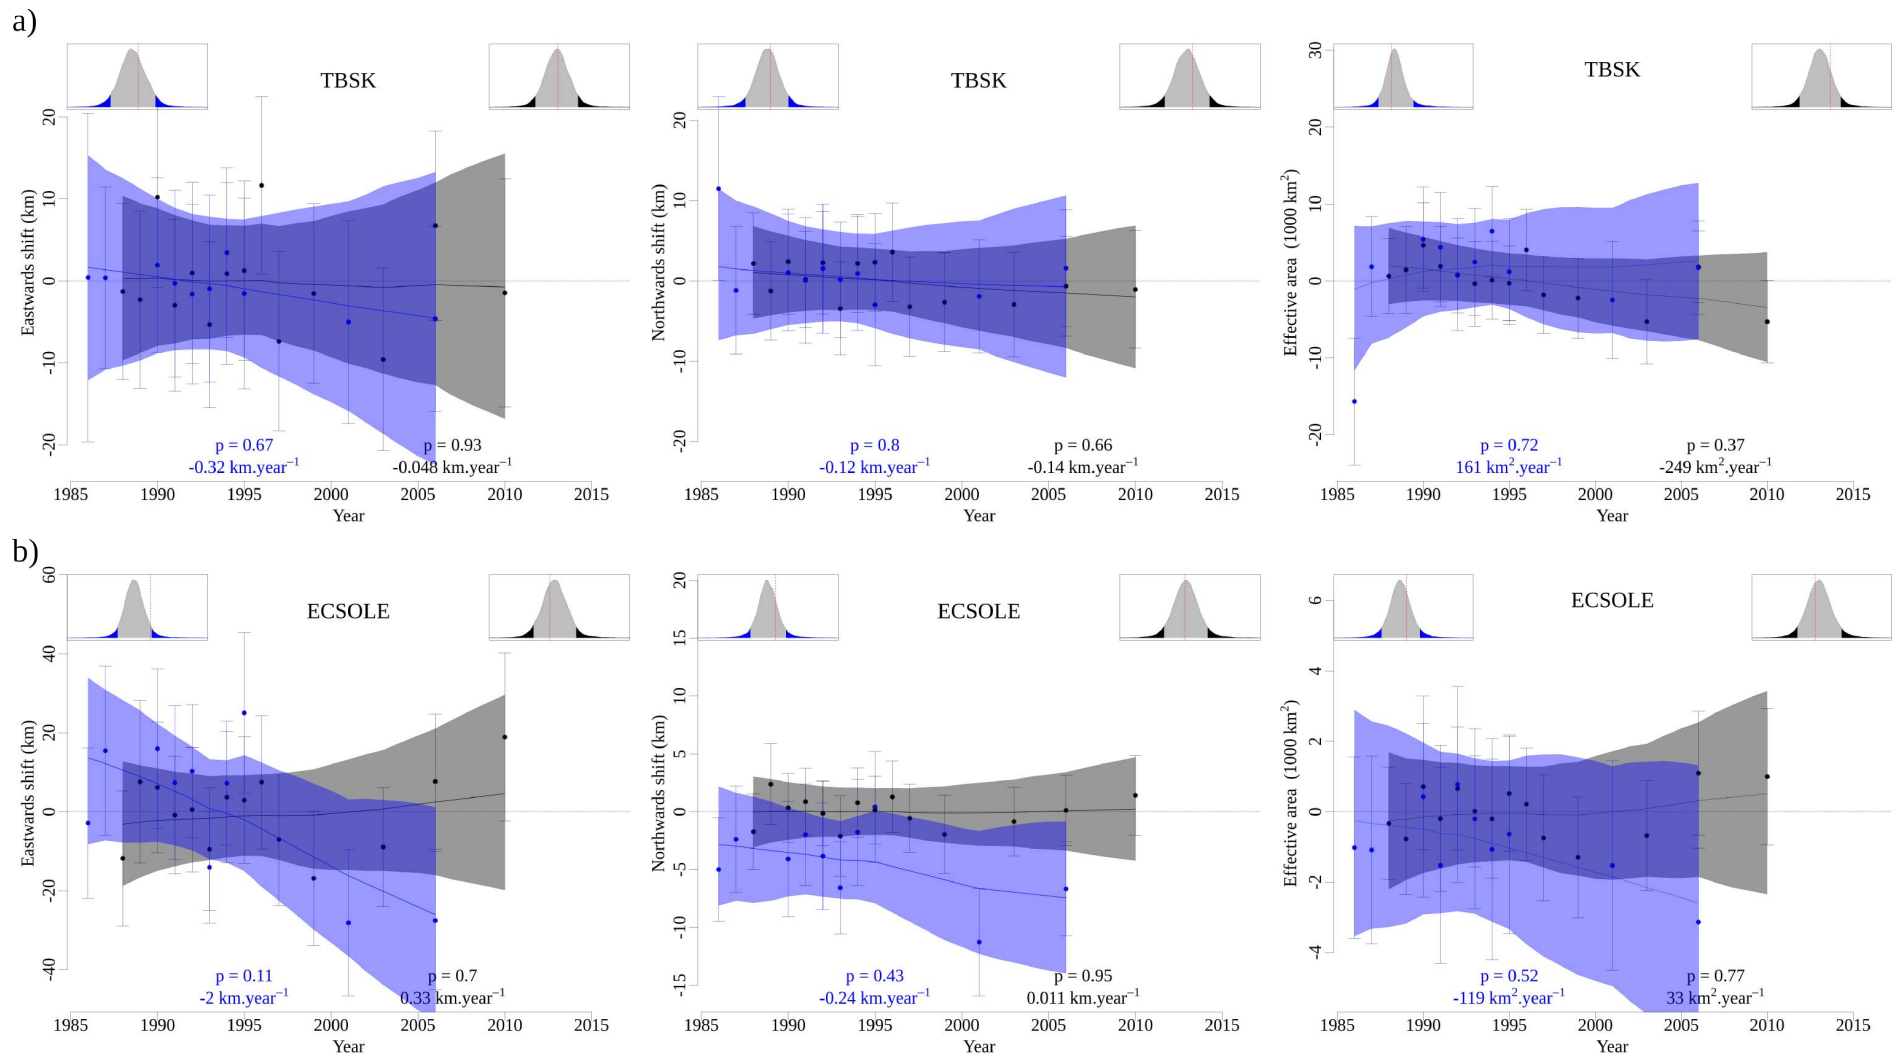 a)
TBSK
Eastwards shift (km)
20
10
0
-10
-20
p = 0.67
-0.32 km.year⁻¹
p = 0.93
-0.048 km.year⁻¹
1985 1990 1995 2000 2005 2010 2015
Year
TBSK
Northwards shift (km)
20
10
0
-10
-20
p = 0.8
-0.12 km.year⁻¹
p = 0.66
-0.14 km.year⁻¹
1985 1990 1995 2000 2005 2010 2015
Year
TBSK
Effective area (1000 km²)
30
20
10
0
-10
-20
p = 0.72
161 km².year⁻¹
p = 0.37
-249 km².year⁻¹
1985 1990 1995 2000 2005 2010 2015
Year
b)
ECSOLE
Eastwards shift (km)
60
40
20
0
-20
-40
p = 0.11
-2 km.year⁻¹
p = 0.7
0.33 km.year⁻¹
1985 1990 1995 2000 2005 2010 2015
Year
ECSOLE
Northwards shift (km)
20
15
10
5
0
-5
-10
-15
p = 0.43
-0.24 km.year⁻¹
p = 0.95
0.011 km.year⁻¹
1985 1990 1995 2000 2005 2010 2015
Year
ECSOLE
Effective area (1000 km²)
6
4
2
0
-2
-4
p = 0.52
-119 km².year⁻¹
p = 0.77
33 km².year⁻¹
1985 1990 1995 2000 2005 2010 2015
Year